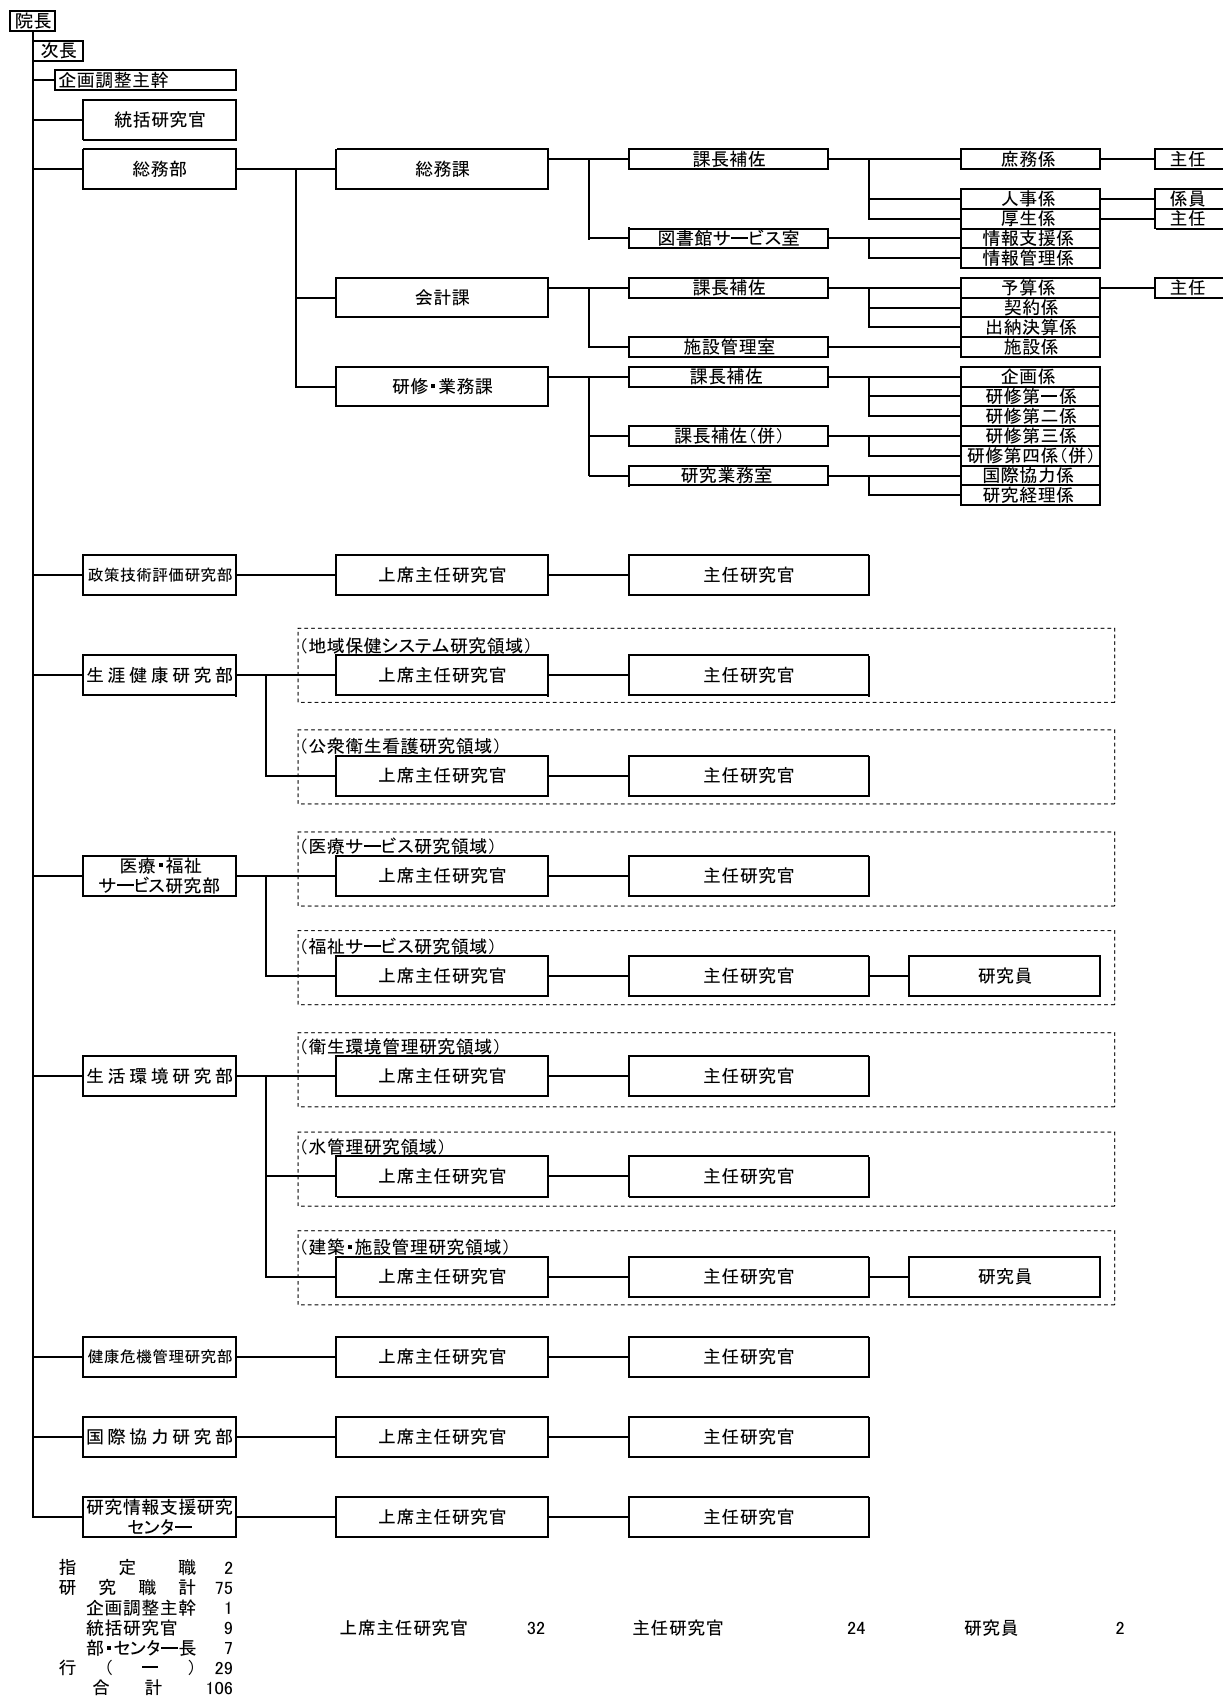 院長
次長
企画調整主幹
統括研究官
総務部 総務課 課長補佐 庶務係 主任
人事係 係員
厚生係 主任
図書館サービス室 情報支援係
情報管理係
会計課 課長補佐 予算係 主任
契約係
出納決算係
施設管理室 施設係
研修・業務課 課長補佐 企画係
研修第一係
研修第二係
課長補佐(併) 研修第三係
研修第四係(併)
研究業務室 国際協力係
研究経理係
政策技術評価研究部 上席主任研究官 主任研究官
(地域保健システム研究領域)
生涯健康研究部 上席主任研究官 主任研究官
(公衆衛生看護研究領域)
上席主任研究官 主任研究官
(医療サービス研究領域)
医療・福祉
サービス研究部 上席主任研究官 主任研究官
(福祉サービス研究領域)
上席主任研究官 主任研究官 研究員
(衛生環境管理研究領域)
生活環境研究部 上席主任研究官 主任研究官
(水管理研究領域)
上席主任研究官 主任研究官
(建築・施設管理研究領域)
上席主任研究官 主任研究官 研究員
健康危機管理研究部 上席主任研究官 主任研究官
国際協力研究部 上席主任研究官 主任研究官
研究情報支援研究
センター 上席主任研究官 主任研究官
指定職 2
研究職計 75
企画調整主幹 1
統括研究官 9 上席主任研究官 32 主任研究官 24 研究員 2
部・センター長 7
行(一) 29
合計 106